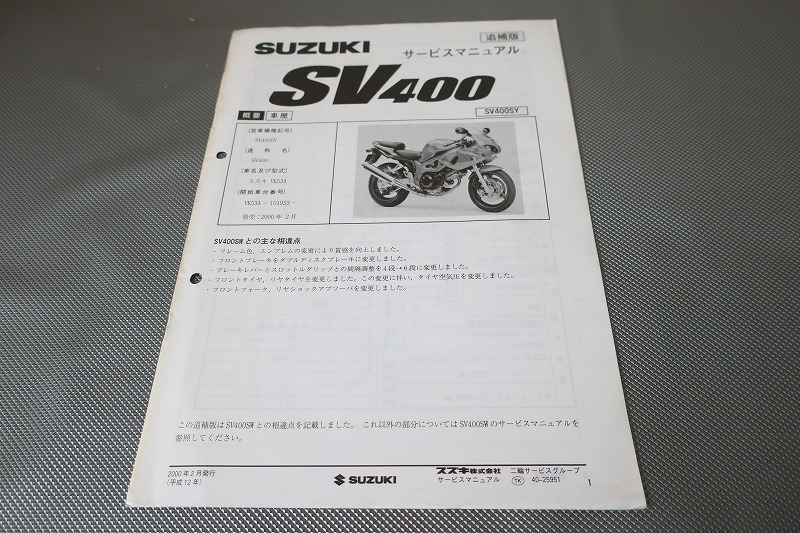 SUZUKI
サービスマニュアル
追補版
SV400
SV400SY
概要 車歴
(営業機種記号)
SV400SY
(通称名)
SV400
(車名及び型式)
スズキ VK53A
(開始車台番号)
VK53A-101953~
発売:2000年2月
SV400SWとの主な相違点
・フレーム色、エンブレムの変更により質感を向上しました。
・フロントブレーキをダブルディスクブレーキに変更しました。
・ブレーキレバーとスロットルグリップとの間隔調整を4段→6段に変更しました。
・フロントタイヤ、リヤタイヤを変更しました。この変更に伴い、タイヤ空気圧を変更しました。
・フロントフォーク、リヤショックアブソーバを変更しました。
この追補版はSV400SWとの相違点を記載しました。これ以外の部分についてはSV400SWのサービスマニュアルを
参照してください。
2000年2月発行
(平成12年)
SUZUKI
スズキ株式会社 二輪サービスグループ
サービスマニュアル TK 40-25951
1